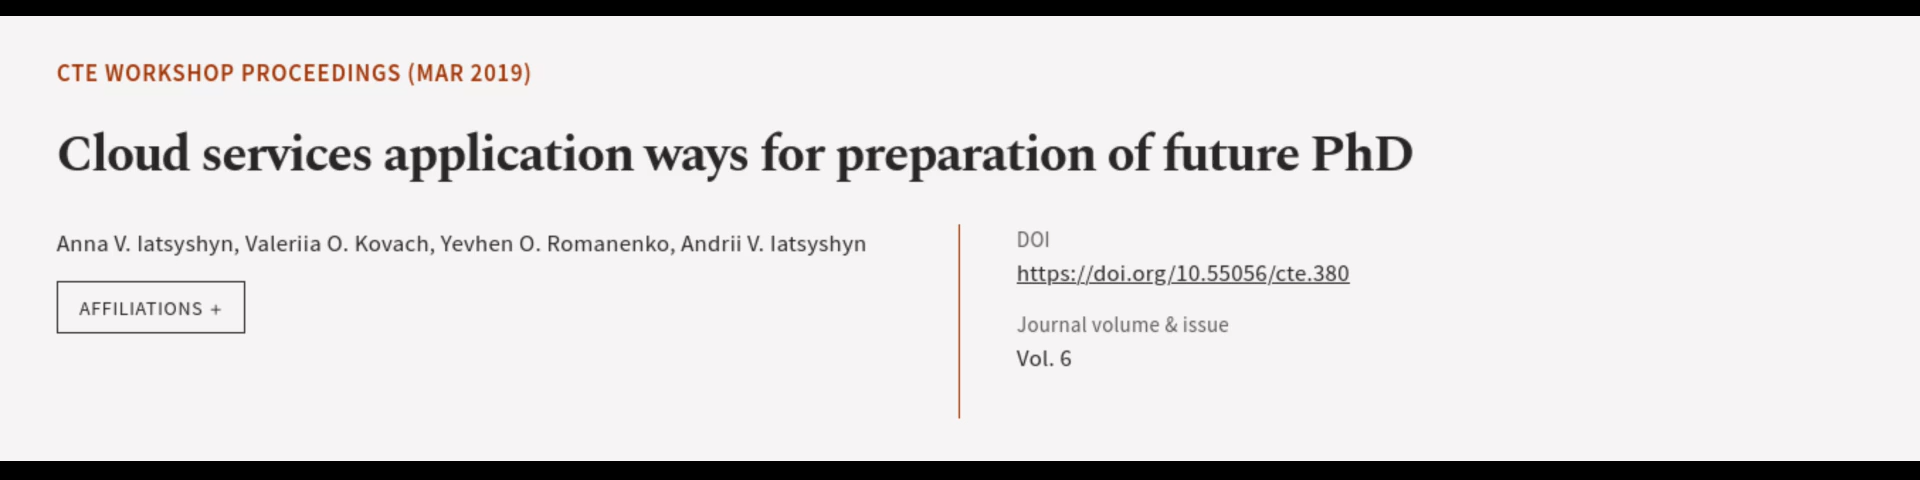 CTE WORKSHOP PROCEEDINGS (MAR 2019)
Cloud services application ways for preparation of future PhD
Anna V. Iatsyshyn, Valeriia O. Kovach, Yevhen O. Romanenko, Andrii V. Iatsyshyn
AFFILIATIONS +
DOI
https://doi.org/10.55056/cte.380
Journal volume & issue
Vol. 6